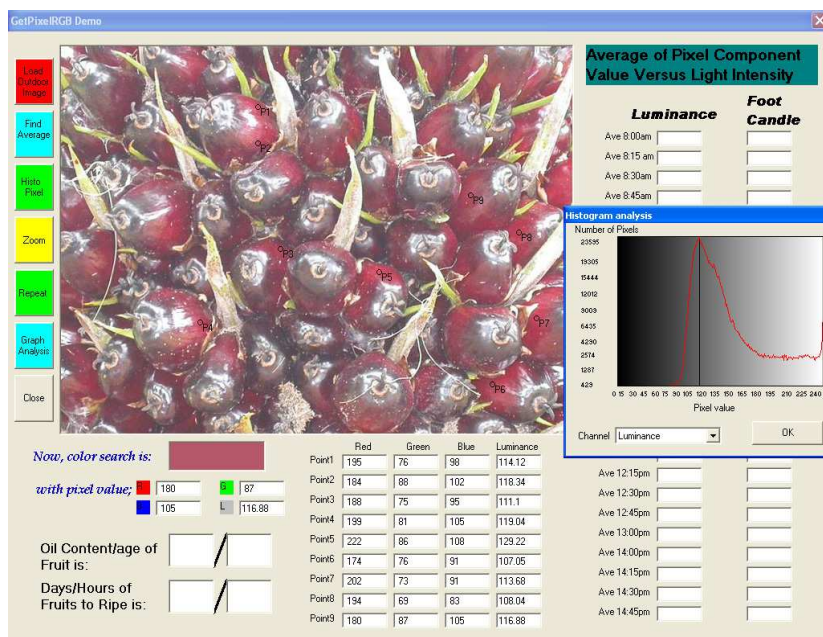 GetPixelRGB Demo
Load Outdoor Image
Find Average
Histo Pixel
Zoom
Repeat
Graph Analysis
Close
P1
P2
P9
P8
P3
P5
P4
P7
P6
Average of Pixel Component
Value Versus Light Intensity
Luminance
Foot Candle
Ave 8:00am
Ave 8:15 am
Ave 8:30am
Ave 8:45am
Histogram analysis
Number of Pixels
23595
19305
15444
12012
9009
6435
4290
2574
1287
429
0 15 30 45 60 75 90 105 120 135 150 165 180 195 210 225 240
Pixel value
Channel Luminance
OK
Ave 12:15pm
Ave 12:30pm
Ave 12:45pm
Ave 13:00pm
Ave 14:00pm
Ave 14:15pm
Ave 14:30pm
Ave 14:45pm
Now, color search is:
with pixel value; R 180 G 87
105 L 116.88
Oil Content/age of
Fruit is:
Days/Hours of
Fruits to Ripe is:
Red Green Blue Luminance
Point1 195 76 98 114.12
Point2 184 88 102 118.34
Point3 188 75 95 111.1
Point4 199 81 105 119.04
Point5 222 86 108 129.22
Point6 174 76 91 107.05
Point7 202 73 91 113.68
Point8 194 69 83 108.04
Point9 180 87 105 116.88